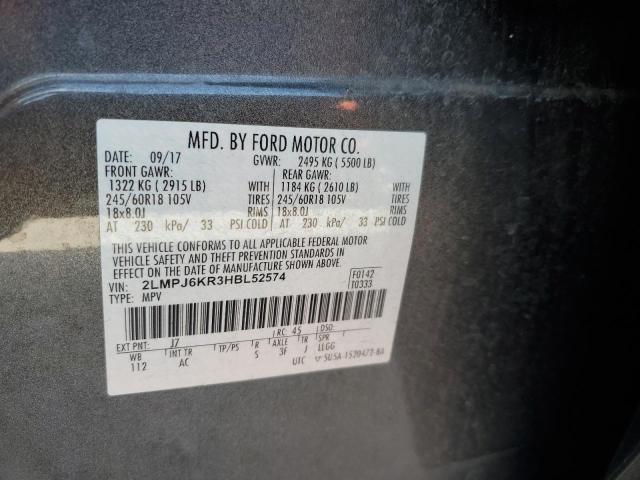 MFD. BY FORD MOTOR CO.
DATE: 09/17 GVWR: 2495 KG ( 5500 LB)
FRONT GAWR: REAR GAWR:
1322 KG ( 2915 LB) WITH 1184 KG ( 2610 LB) WITH
245/60R18 105V TIRES 245/60R18 105V TIRES
18x8.0J RIMS 18x8.0J RIMS
AT 230 kPa/ 33 PSI COLD AT 230 kPa/ 33 PSI COLD
THIS VEHICLE CONFORMS TO ALL APPLICABLE FEDERAL MOTOR
VEHICLE SAFETY AND THEFT PREVENTION STANDARDS IN
EFFECT ON THE DATE OF MANUFACTURE SHOWN ABOVE.
VIN: 2LMPJ6KR3HBL52574 F0142
TYPE: MPV T0333
EXT PNT: J7 RC: 45 DSO:
WB INT TR TP/PS R AXLE TR SPR
112 AC S 3F J LEGG
UTC 5U5A-1520472-BA